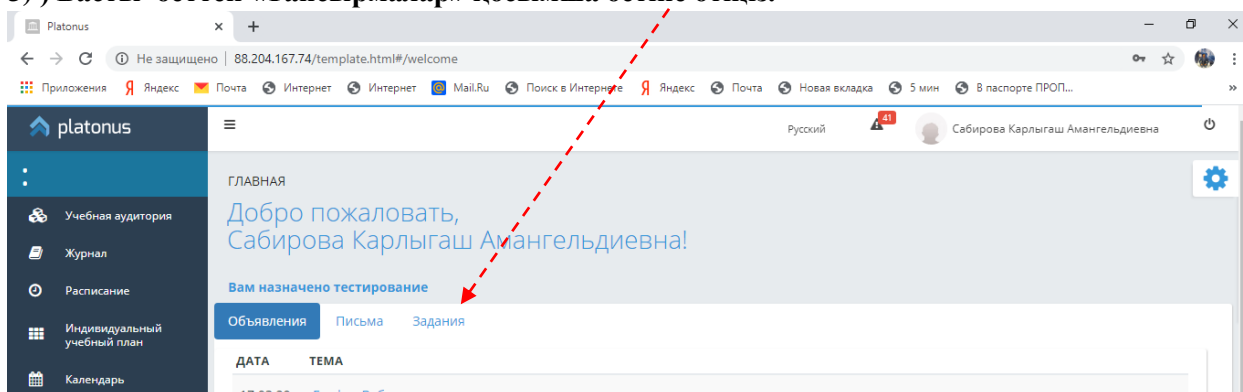 Platonus
Не защищено | 88.204.167.74/template.html#/welcome
Приложения Яндекс Почта Интернет Интернет Mail.Ru Поиск в Интернете Яндекс Почта Новая вкладка 5 мин В паспорте ПРОП... »
platonus
Русский 41 Сабирова Карлыгаш Амангельдиевна
ГЛАВНАЯ
Добро пожаловать,
Сабирова Карлыгаш Амангельдиевна!
Учебная аудитория
Журнал
Расписание
Индивидуальный
учебный план
Календарь
Вам назначено тестирование
Объявления Письма Задания
ДАТА ТЕМА